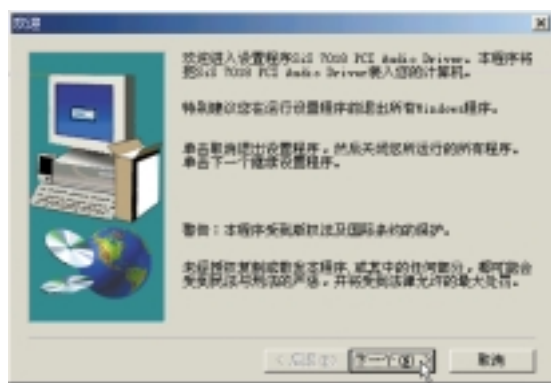 欢迎
欢迎进入设置程序SiS 7018 PCI Audio Driver。本程序将
把SiS 7018 PCI Audio Driver装入您的计算机。
特别建议您在运行设置程序前退出所有Windows程序。
单击取消退出设置程序，然后关闭您所运行的所有程序。
单击下一个继续设置程序。
警告：本程序受到版权法及国际条约的保护。
未经授权复制或散发本程序，或其中的任何部分，都可能会
受到民法与刑法的严惩，并将受到法律允许的最大处罚。
下一个(N) >
取消